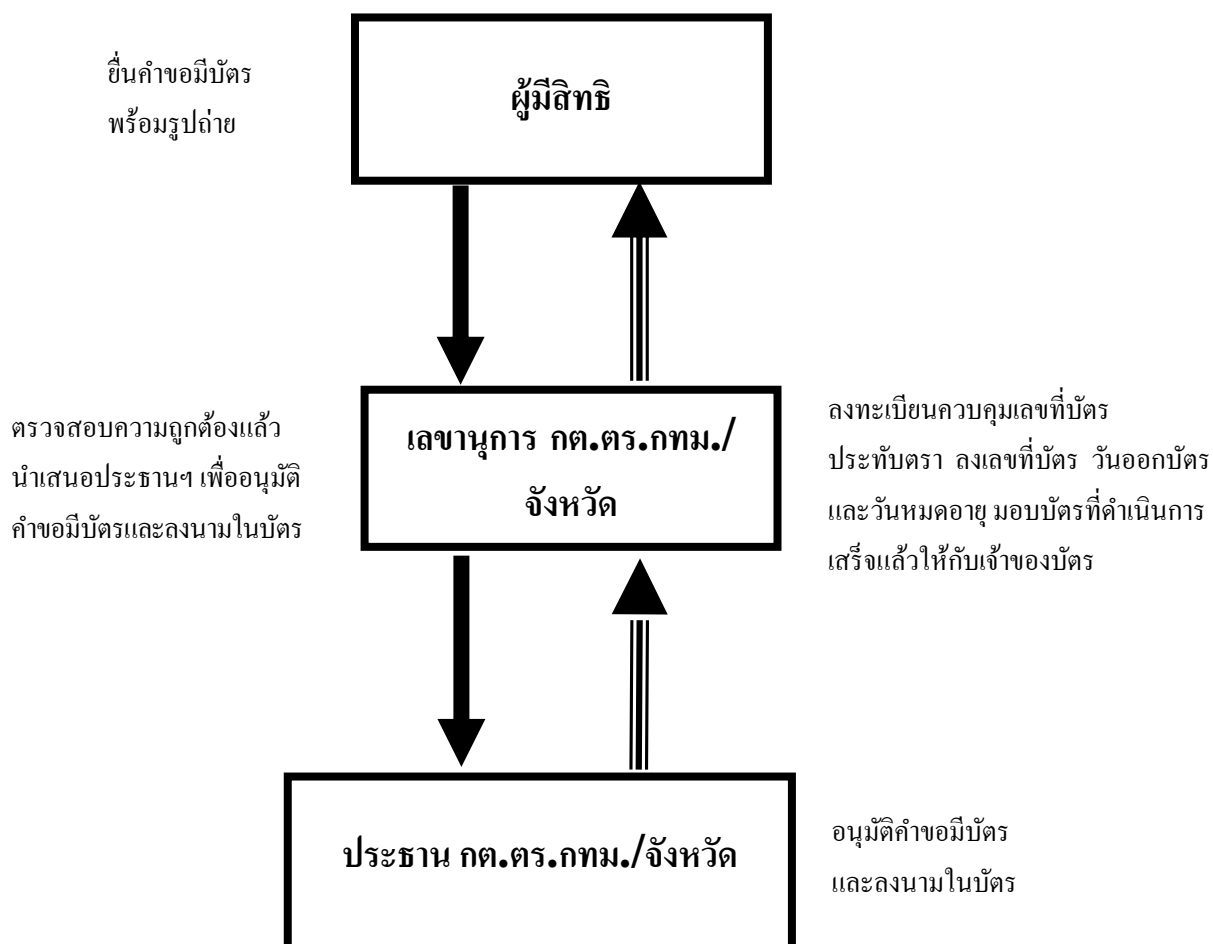 ยื่นคำขอมีบัตร
พร้อมรูปถ่าย
ผู้มีสิทธิ
ตรวจสอบความถูกต้องแล้ว
นำเสนอประธานฯ เพื่ออนุมัติ
คำขอมีบัตรและลงนามในบัตร
เลขานุการ กต.ตร.กทม./
จังหวัด
ลงทะเบียนควบคุมเลขที่บัตร
ประทับตรา ลงเลขที่บัตร วันออกบัตร
และวันหมดอายุ มอบบัตรที่ดำเนินการ
เสร็จแล้วให้กับเจ้าของบัตร
ประธาน กต.ตร.กทม./จังหวัด
อนุมัติคำขอมีบัตร
และลงนามในบัตร